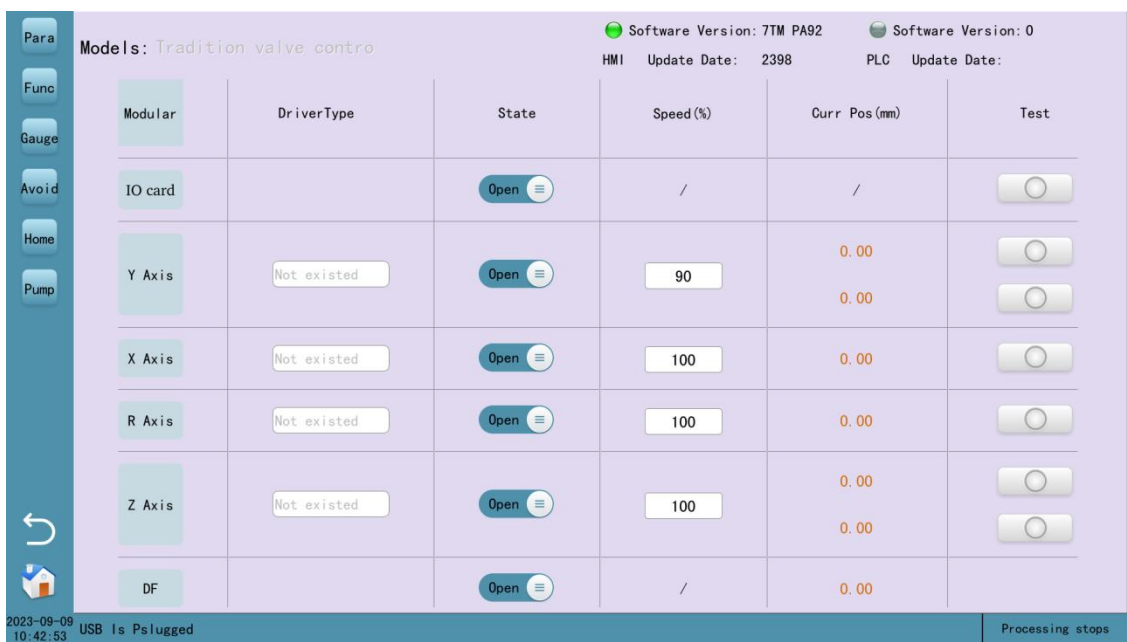 Para
Func
Gauge
Avoid
Home
Pump
Models: Tradition valve contro
Software Version: 7TM PA92
Software Version: 0
HMI Update Date: 2398
PLC Update Date:
Modular DriverType State Speed(%) Curr Pos(mm) Test
IO card Open / /
Y Axis Not existed Open 90 0.00
0.00
X Axis Not existed Open 100 0.00
R Axis Not existed Open 100 0.00
Z Axis Not existed Open 100 0.00
0.00
DF Open / 0.00
2023-09-09
10:42:53
USB Is Pslugged
Processing stops